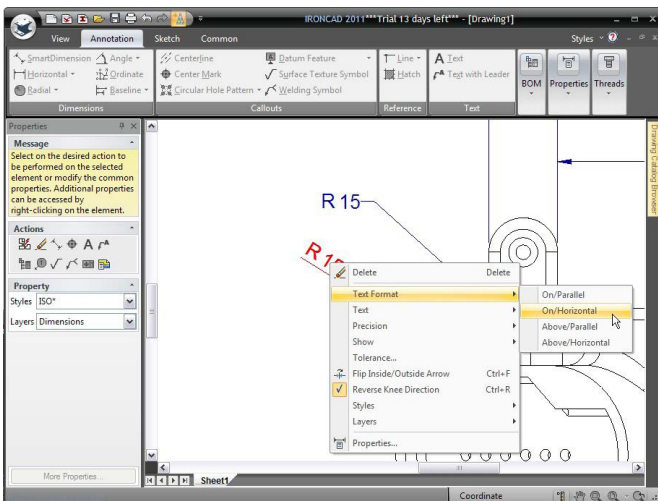 IRONCAD 2011***Trial 13 days left*** - [Drawing1]
View Annotation Sketch Common Styles
SmartDimension Angle Centerline Datum Feature Line A Text
Horizontal Ordinate Center Mark Surface Texture Symbol Hatch Text with Leader
Radial Baseline Circular Hole Pattern Welding Symbol
BOM Properties Threads
Dimensions Callouts Reference Text
Properties
Message
Select on the desired action to
be performed on the selected
element or modify the common
properties. Additional properties
can be accessed by
right-clicking on the element.
Actions
Property
Styles ISO*
Layers Dimensions
More Properties...
Drawing Catalog Browser
R 15
Delete Delete
Text Format
Text
Precision
Show
Tolerance...
Flip Inside/Outside Arrow Ctrl+F
Reverse Knee Direction Ctrl+R
Styles
Layers
Properties...
On/Parallel
On/Horizontal
Above/Parallel
Above/Horizontal
Sheet1
Coordinate